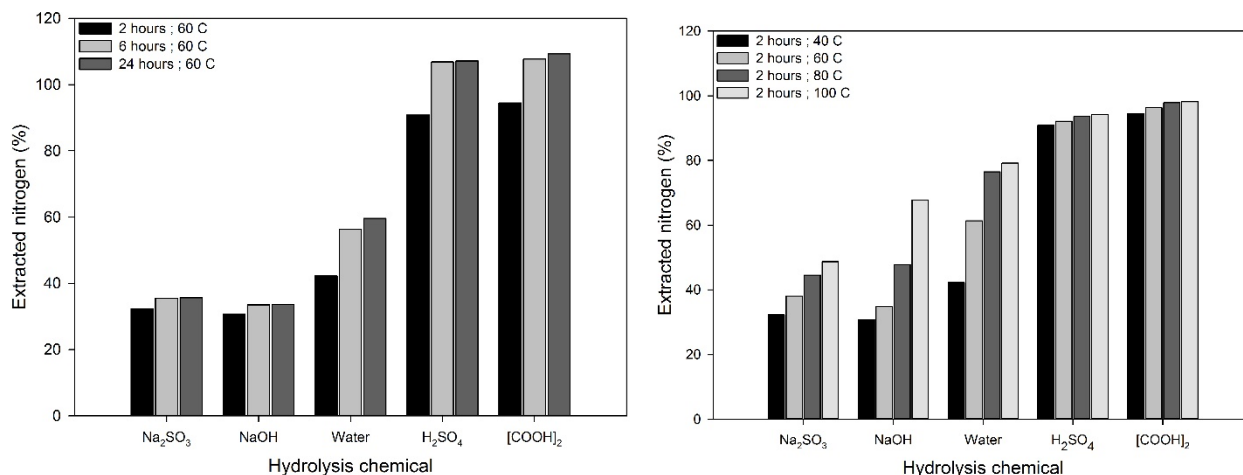 120
100
80
60
40
20
0
Extracted nitrogen (%)
2 hours ; 60 C
6 hours ; 60 C
24 hours ; 60 C
Na₂SO₃ NaOH Water H₂SO₄ [COOH]₂
Hydrolysis chemical
120
100
80
60
40
20
0
Extracted nitrogen (%)
2 hours ; 40 C
2 hours ; 60 C
2 hours ; 80 C
2 hours ; 100 C
Na₂SO₃ NaOH Water H₂SO₄ [COOH]₂
Hydrolysis chemical